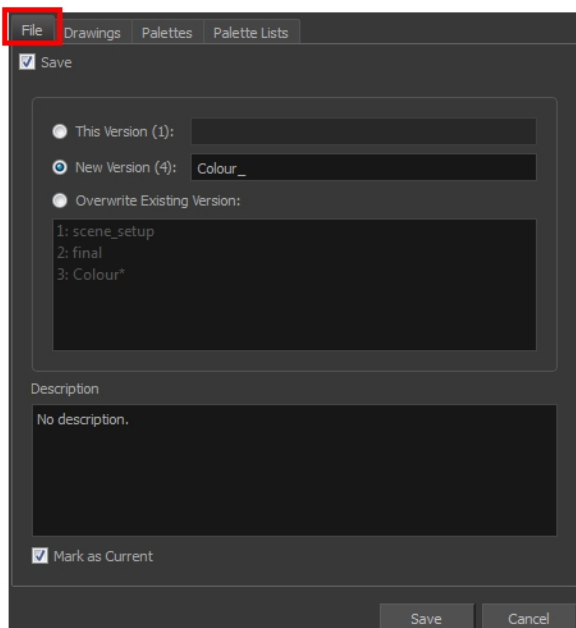 File Drawings Palettes Palette Lists
Save
This Version (1):
New Version (4): Colour_
Overwrite Existing Version:
1: scene_setup
2: final
3: Colour*
Description
No description.
Mark as Current
Save Cancel